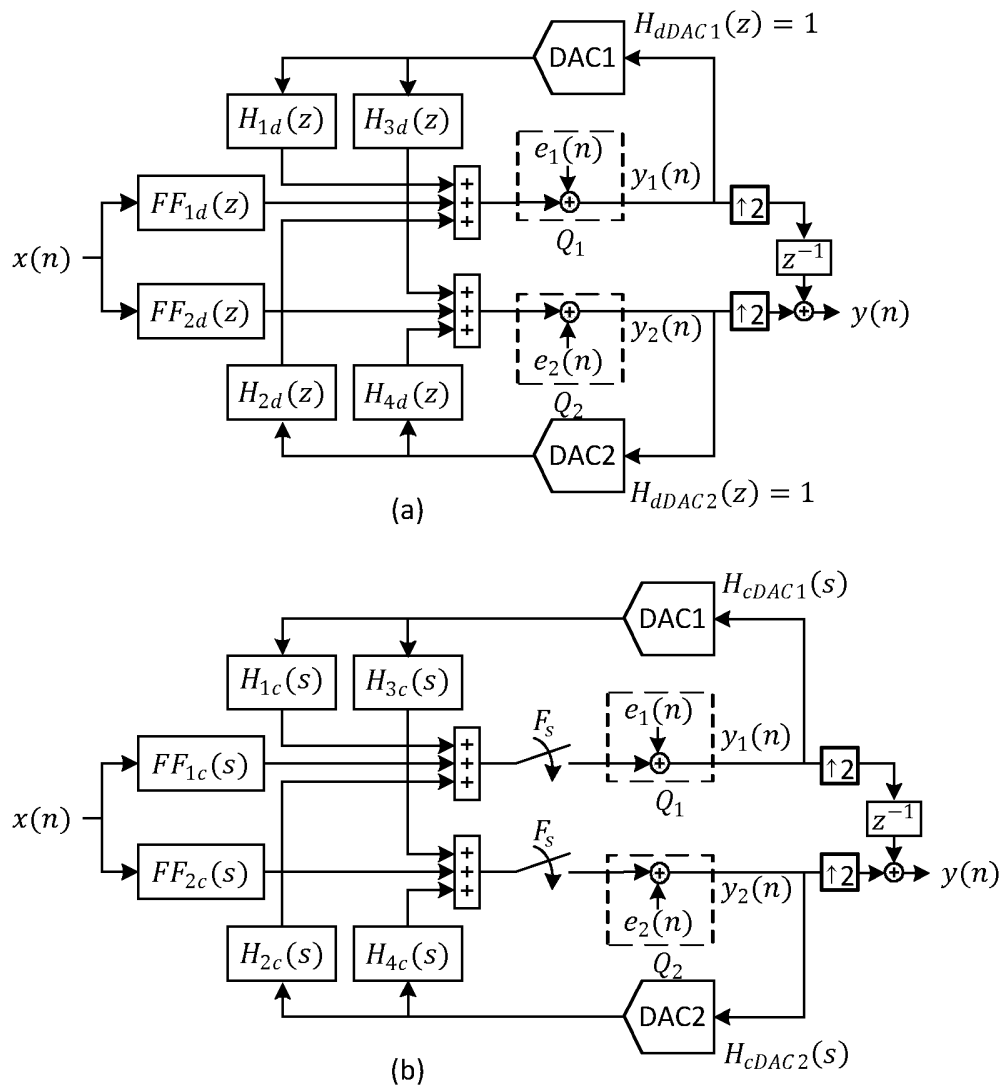 H_{dDAC1}(z) = 1
DAC1
H_{1d}(z)
H_{3d}(z)
e_1(n)
y_1(n)
FF_{1d}(z)
+
+
+
+
↑2
Q_1
x(n)
z^{-1}
FF_{2d}(z)
+
+
+
+
↑2
+
y(n)
y_2(n)
e_2(n)
H_{2d}(z)
H_{4d}(z)
Q_2
DAC2
H_{dDAC2}(z) = 1
(a)
H_{cDAC1}(s)
DAC1
H_{1c}(s)
H_{3c}(s)
F_s
e_1(n)
y_1(n)
FF_{1c}(s)
+
+
+
+
↑2
Q_1
x(n)
z^{-1}
F_s
FF_{2c}(s)
+
+
+
+
↑2
+
y(n)
y_2(n)
e_2(n)
H_{2c}(s)
H_{4c}(s)
Q_2
DAC2
H_{cDAC2}(s)
(b)